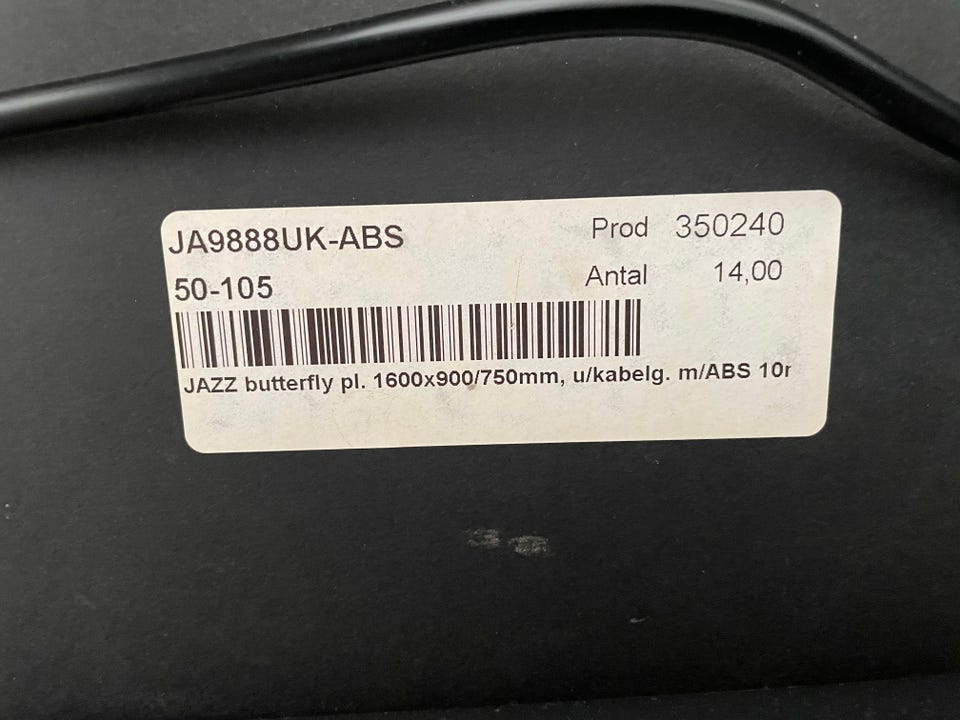 JA9888UK-ABS Prod 350240
50-105 Antal 14,00
JAZZ butterfly pl. 1600x900/750mm, u/kabelg. m/ABS